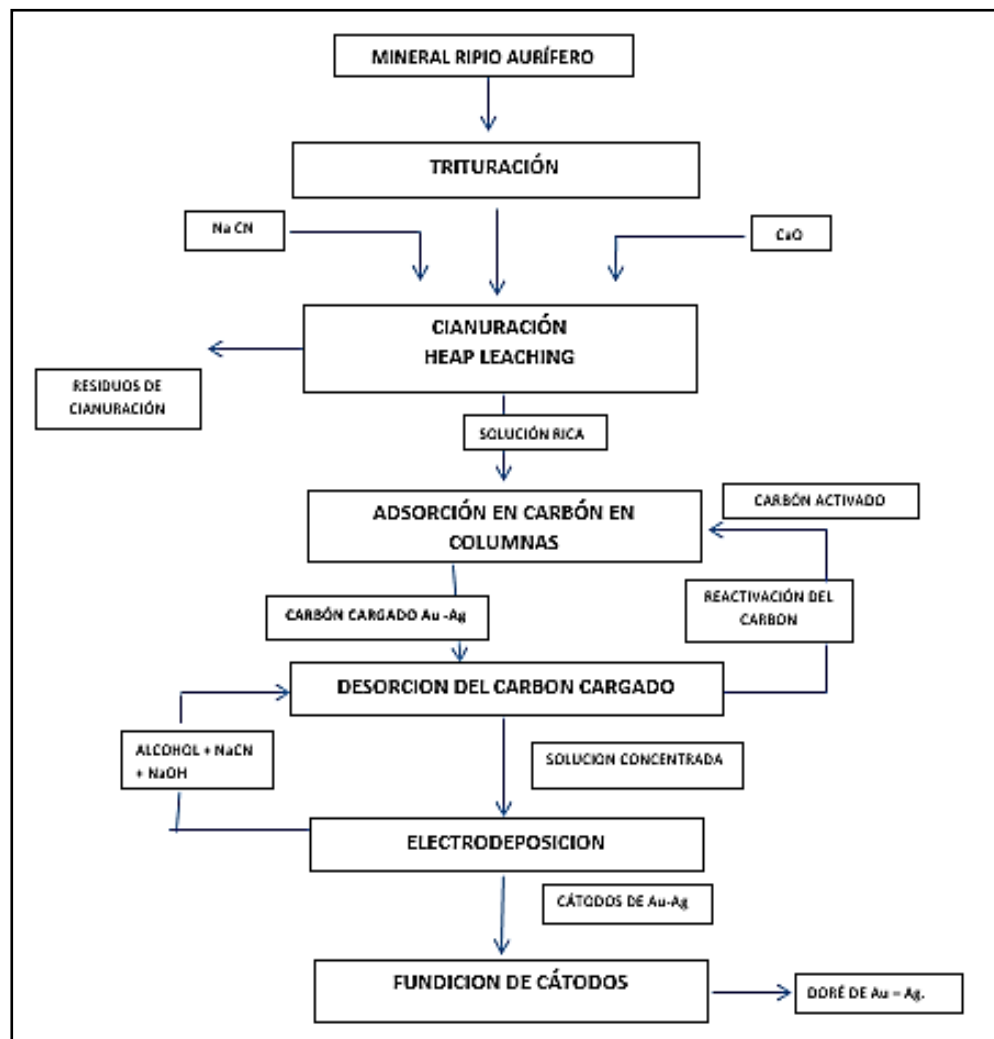 MINERAL RIPIO AURÍFERO
TRITURACIÓN
Na CN
CaO
CIANURACIÓN
HEAP LEACHING
RESIDUOS DE
CIANURACIÓN
SOLUCIÓN RICA
CARBÓN ACTIVADO
ADSORCIÓN EN CARBÓN EN
COLUMNAS
REACTIVACIÓN DEL
CARBON
CARBÓN CARGADO Au -Ag
DESORCION DEL CARBON CARGADO
ALCOHOL + NaCN
+ NaOH
SOLUCION CONCENTRADA
ELECTRODEPOSICION
CÁTODOS DE Au-Ag
FUNDICION DE CÁTODOS
DORÉ DE Au – Ag.